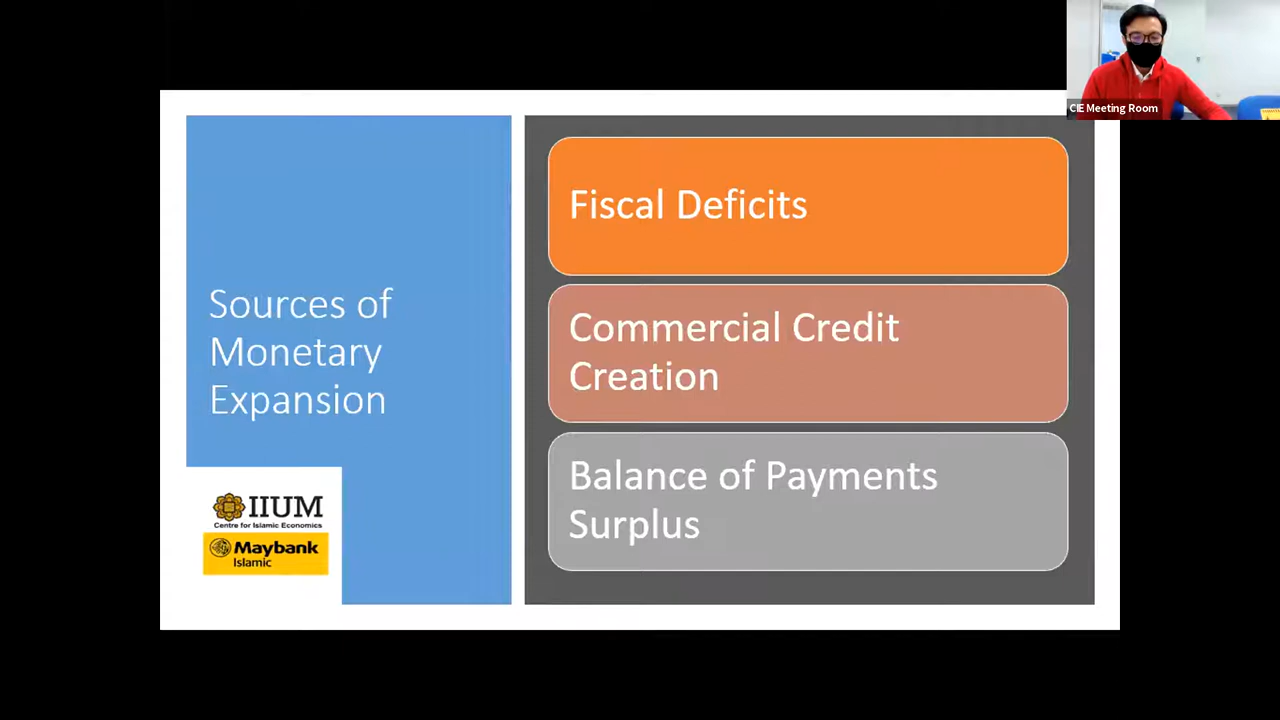 CIE Meeting Room
Sources of
Monetary
Expansion
Fiscal Deficits
Commercial Credit
Creation
Balance of Payments
Surplus
IIUM
Centre for Islamic Economics
Maybank
Islamic